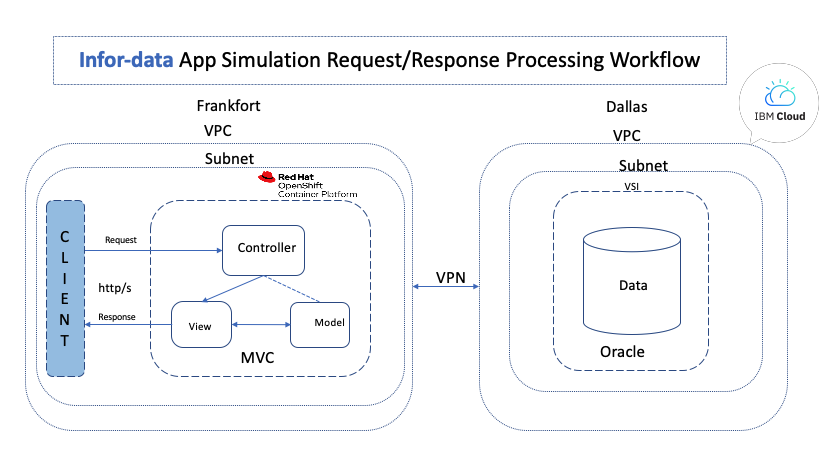 Infor-data App Simulation Request/Response Processing Workflow
IBM Cloud
Frankfort
VPC
Subnet
Red Hat
OpenShift
Container Platform
CLIENT
Request
http/s
Response
Controller
View
Model
MVC
VPN
Dallas
VPC
Subnet
VSI
Data
Oracle